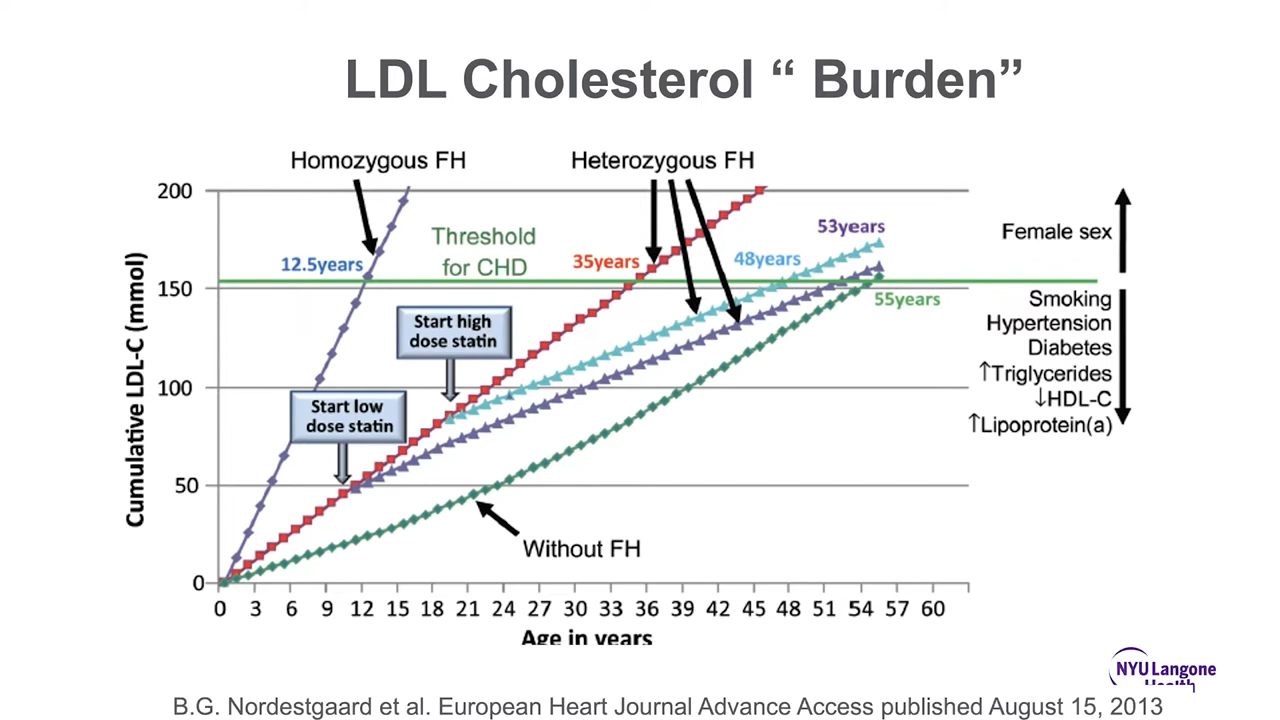 LDL Cholesterol “ Burden”
Homozygous FH
Heterozygous FH
200
150
100
50
0
Cumulative LDL-C (mmol)
Threshold
for CHD
12.5years
35years
48years
53years
55years
Start high
dose statin
Start low
dose statin
Without FH
Female sex
Smoking
Hypertension
Diabetes
↑Triglycerides
↓HDL-C
↑Lipoprotein(a)
0 3 6 9 12 15 18 21 24 27 30 33 36 39 42 45 48 51 54 57 60
Age in years
NYU Langone
Health
B.G. Nordestgaard et al. European Heart Journal Advance Access published August 15, 2013